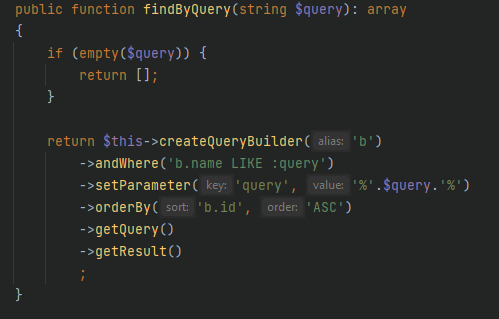 public function findByQuery(string $query): array
{
    if (empty($query)) {
        return [];
    }
    return $this->createQueryBuilder( alias: 'b')
        ->andWhere('b.name LIKE :query')
        ->setParameter( key: 'query', value: '%'.$query.'%')
        ->orderBy( sort: 'b.id', order: 'ASC')
        ->getQuery()
        ->getResult()
        ;
}